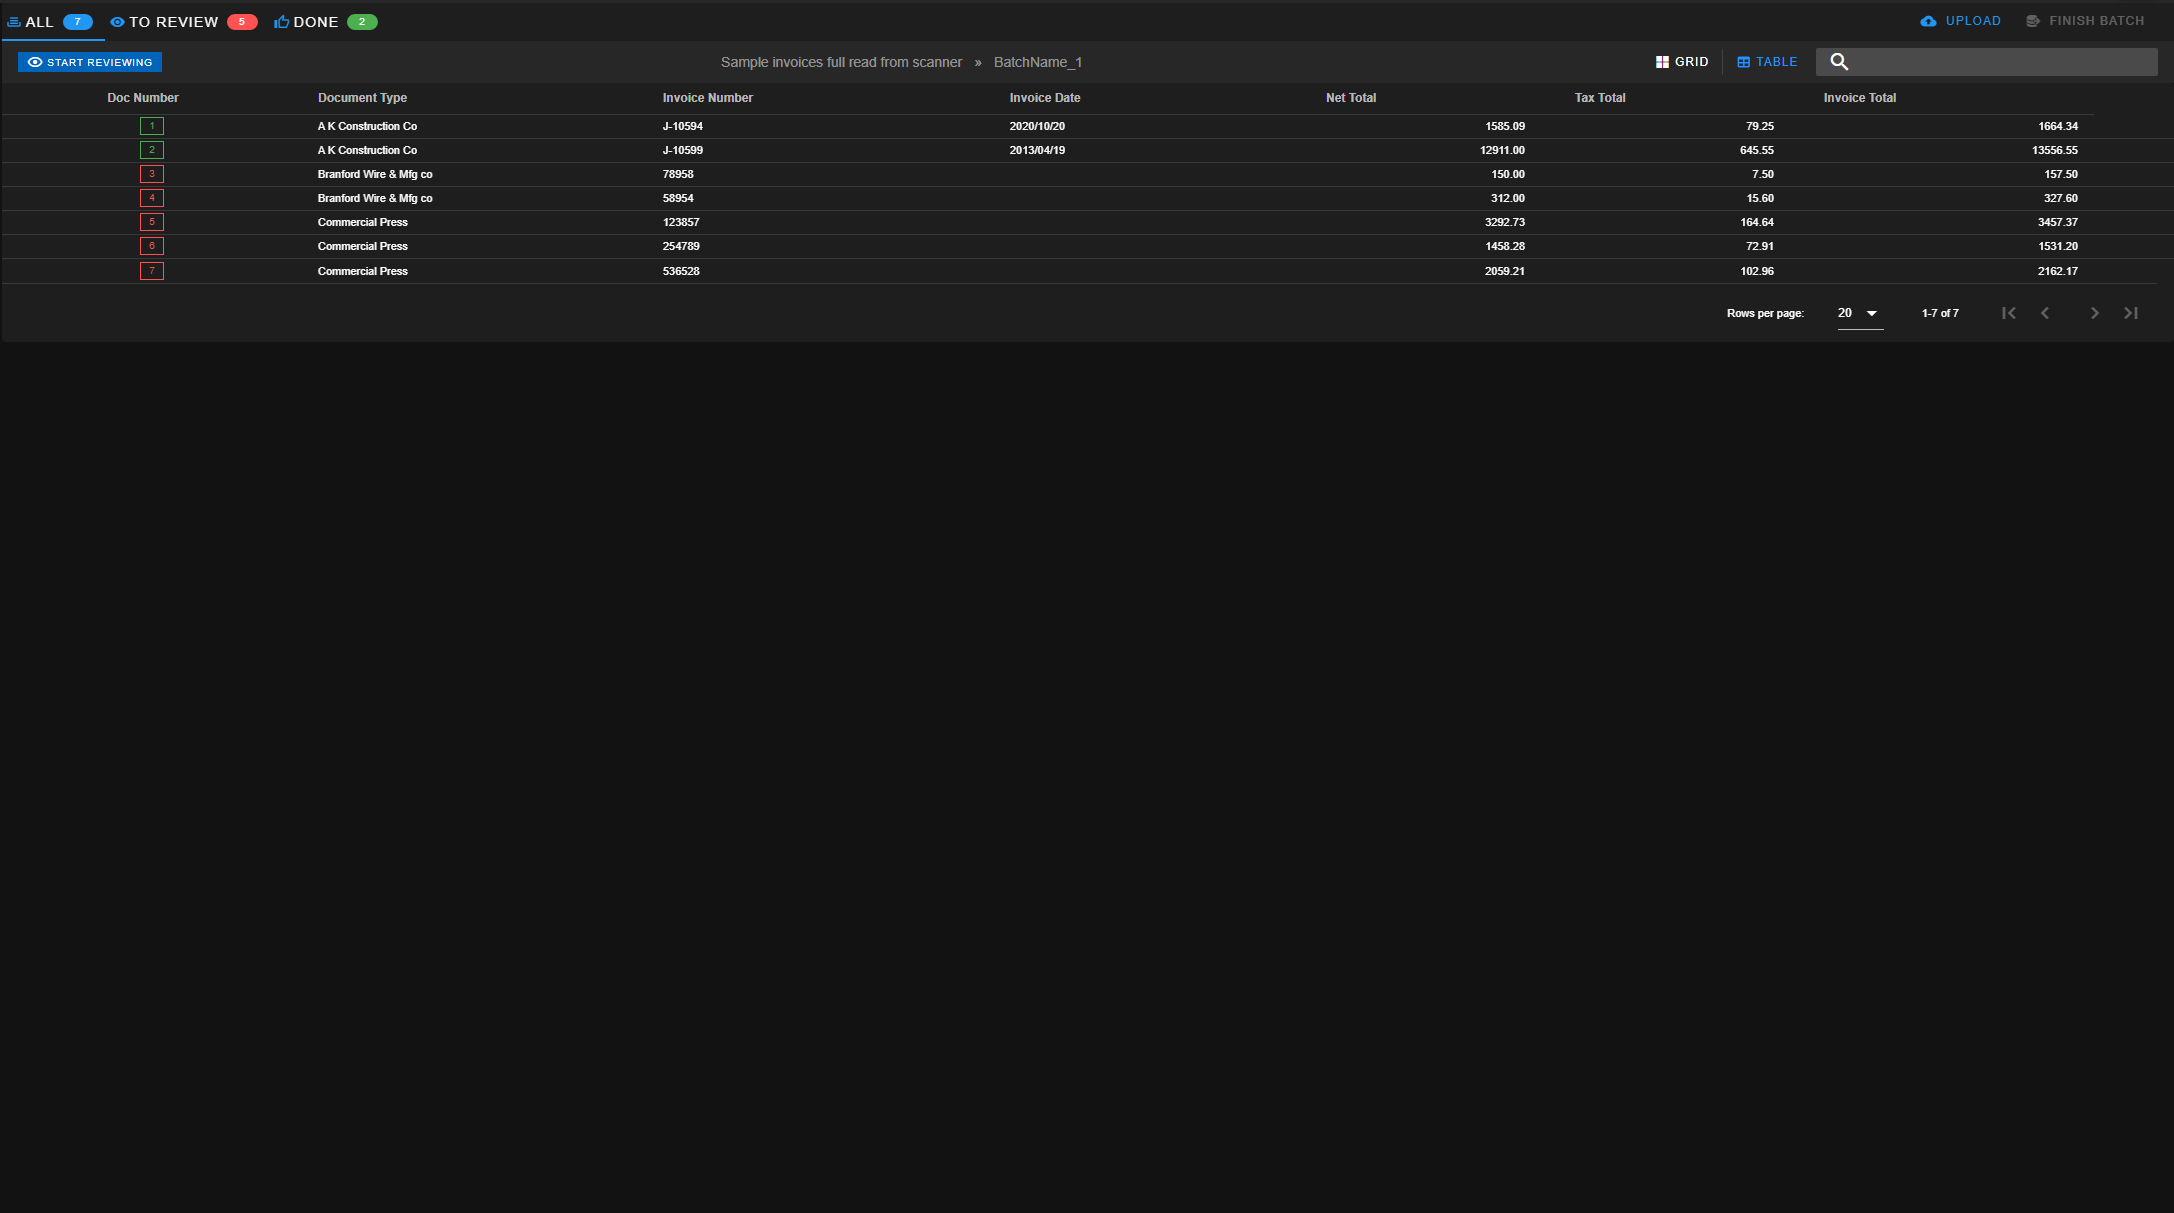 ALL 7 TO REVIEW 5 DONE 2 UPLOAD FINISH BATCH
START REVIEWING Sample invoices full read from scanner » BatchName_1 GRID TABLE
Doc Number Document Type Invoice Number Invoice Date Net Total Tax Total Invoice Total
1 A K Construction Co J-10594 2020/10/20 1585.09 79.25 1664.34
2 A K Construction Co J-10599 2013/04/19 12911.00 645.55 13556.55
3 Branford Wire & Mfg co 78958 150.00 7.50 157.50
4 Branford Wire & Mfg co 58954 312.00 15.60 327.60
5 Commercial Press 123857 3292.73 164.64 3457.37
6 Commercial Press 254789 1458.28 72.91 1531.20
7 Commercial Press 536528 2059.21 102.96 2162.17
Rows per page: 20 1-7 of 7